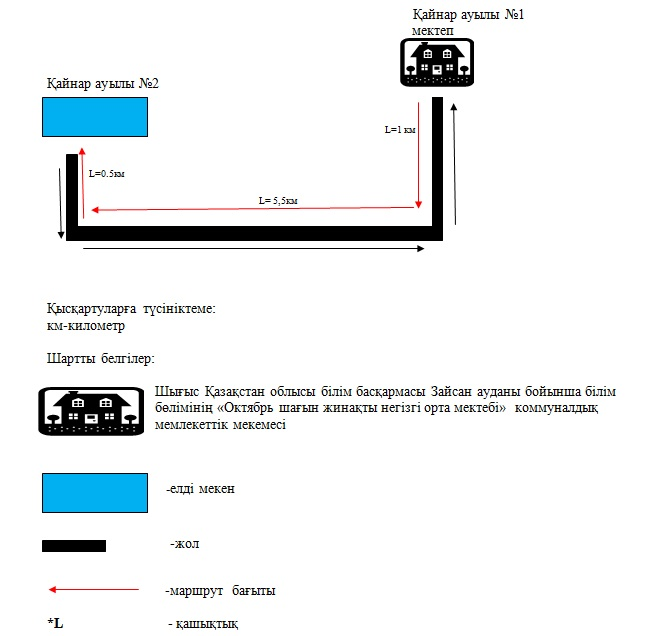 Қайнар ауылы №1
мектеп
Қайнар ауылы №2
L=1 км
L=0.5км
L= 5,5км
Қысқартуларға түсініктеме:
км-километр
Шартты белгілер:
Шығыс Қазақстан облысы білім басқармасы Зайсан ауданы бойынша білім
бөлімінің «Октябрь шағын жинақты негізгі орта мектебі» коммуналдық
мемлекеттік мекемесі
-елді мекен
-жол
-маршрут бағыты
*L - қашықтық